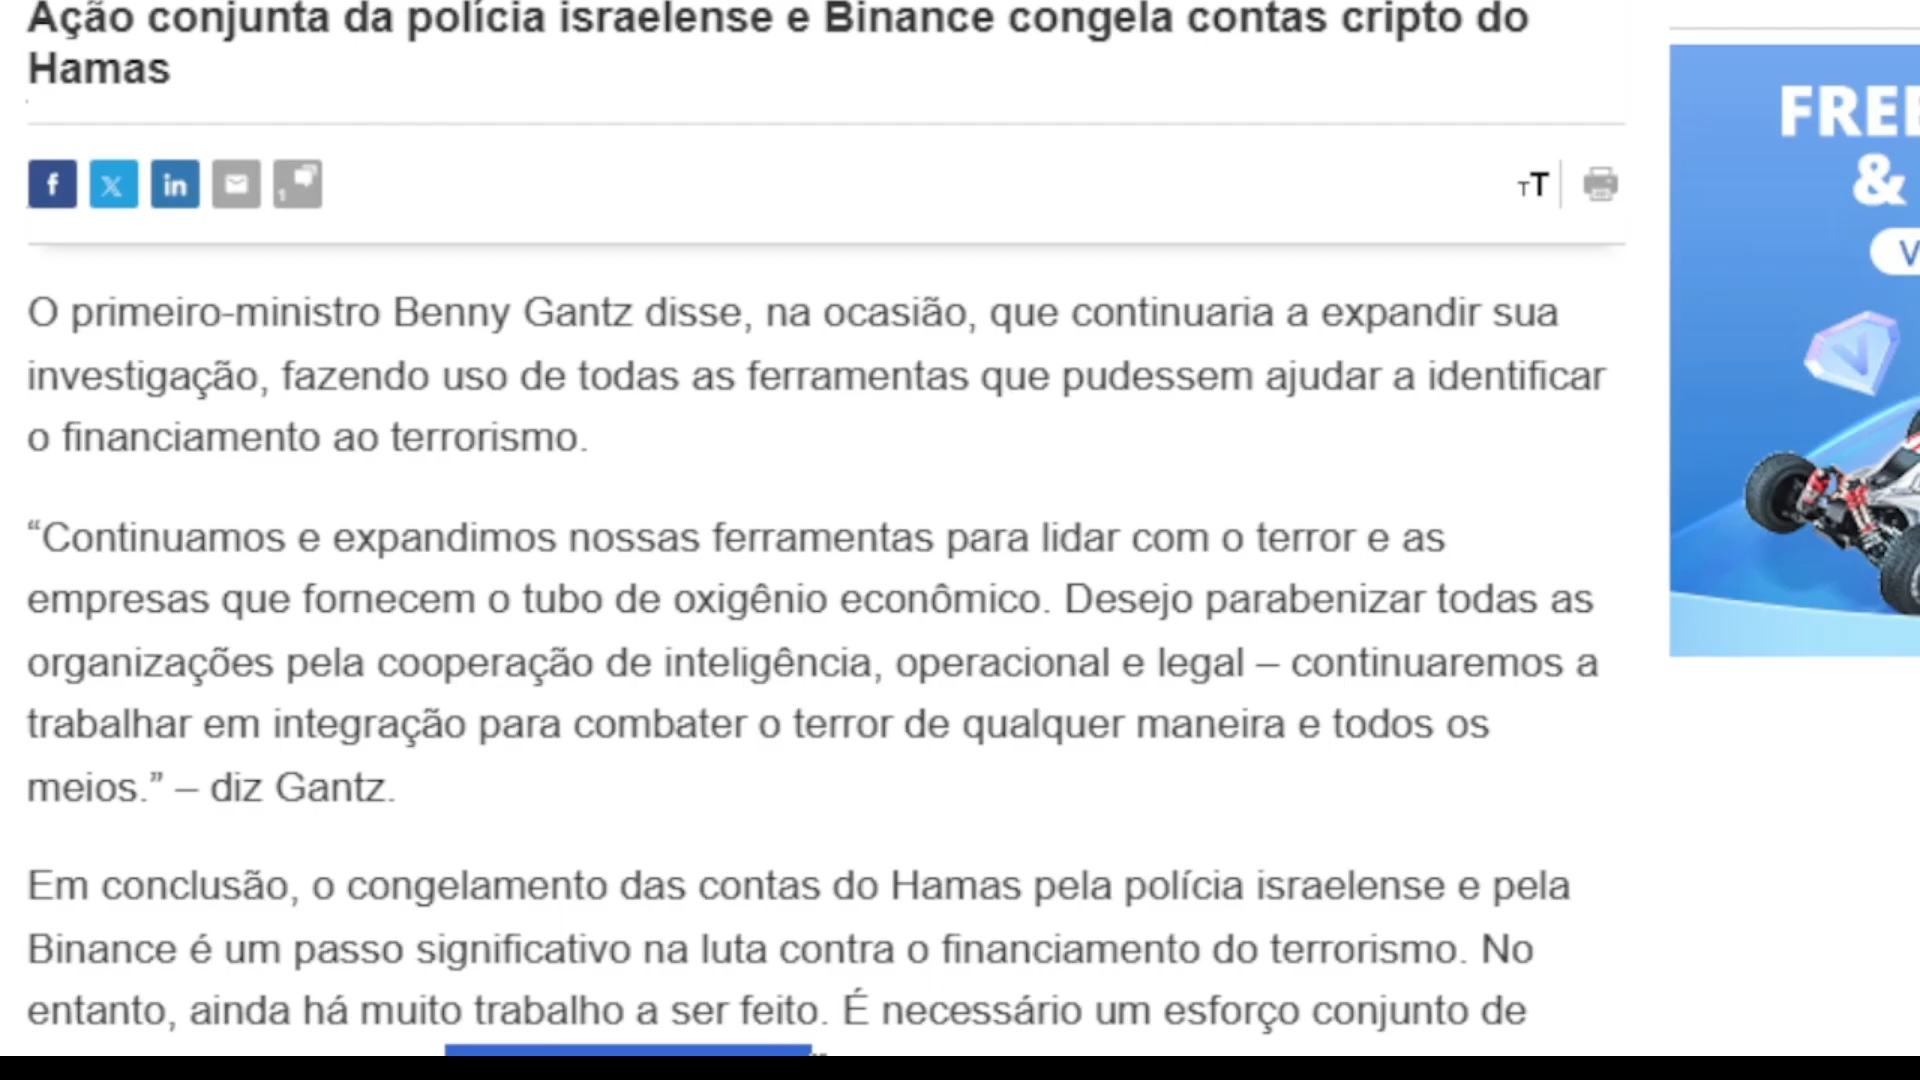 Ação conjunta da polícia israelense e Binance congela contas cripto do
Hamas
f
X
in
1
TT
O primeiro-ministro Benny Gantz disse, na ocasião, que continuaria a expandir sua
investigação, fazendo uso de todas as ferramentas que pudessem ajudar a identificar
o financiamento ao terrorismo.
“Continuamos e expandimos nossas ferramentas para lidar com o terror e as
empresas que fornecem o tubo de oxigênio econômico. Desejo parabenizar todas as
organizações pela cooperação de inteligência, operacional e legal – continuaremos a
trabalhar em integração para combater o terror de qualquer maneira e todos os
meios.” – diz Gantz.
Em conclusão, o congelamento das contas do Hamas pela polícia israelense e pela
Binance é um passo significativo na luta contra o financiamento do terrorismo. No
entanto, ainda há muito trabalho a ser feito. É necessário um esforço conjunto de
FREE
&
V